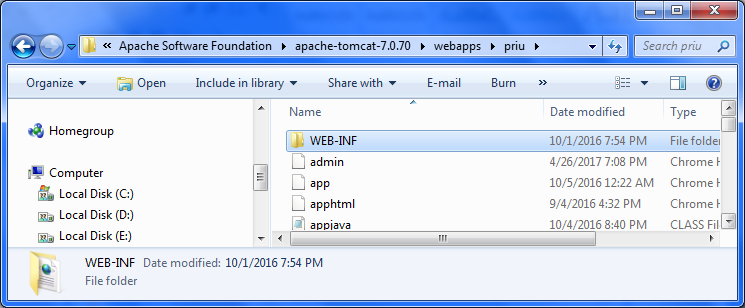 « Apache Software Foundation apache-tomcat-7.0.70 webapps priu Search priu
Organize Open Include in library Share with E-mail Burn »
Name Date modified Type
Homegroup
Computer
Local Disk (C:)
Local Disk (D:)
Local Disk (E:)
WEB-INF 10/1/2016 7:54 PM File folder
admin 4/26/2017 7:08 PM Chrome H
app 10/5/2016 12:22 AM Chrome H
apphtml 9/4/2016 4:32 PM Chrome H
appjava 10/4/2016 8:40 PM CLASS Fil
WEB-INF Date modified: 10/1/2016 7:54 PM
File folder